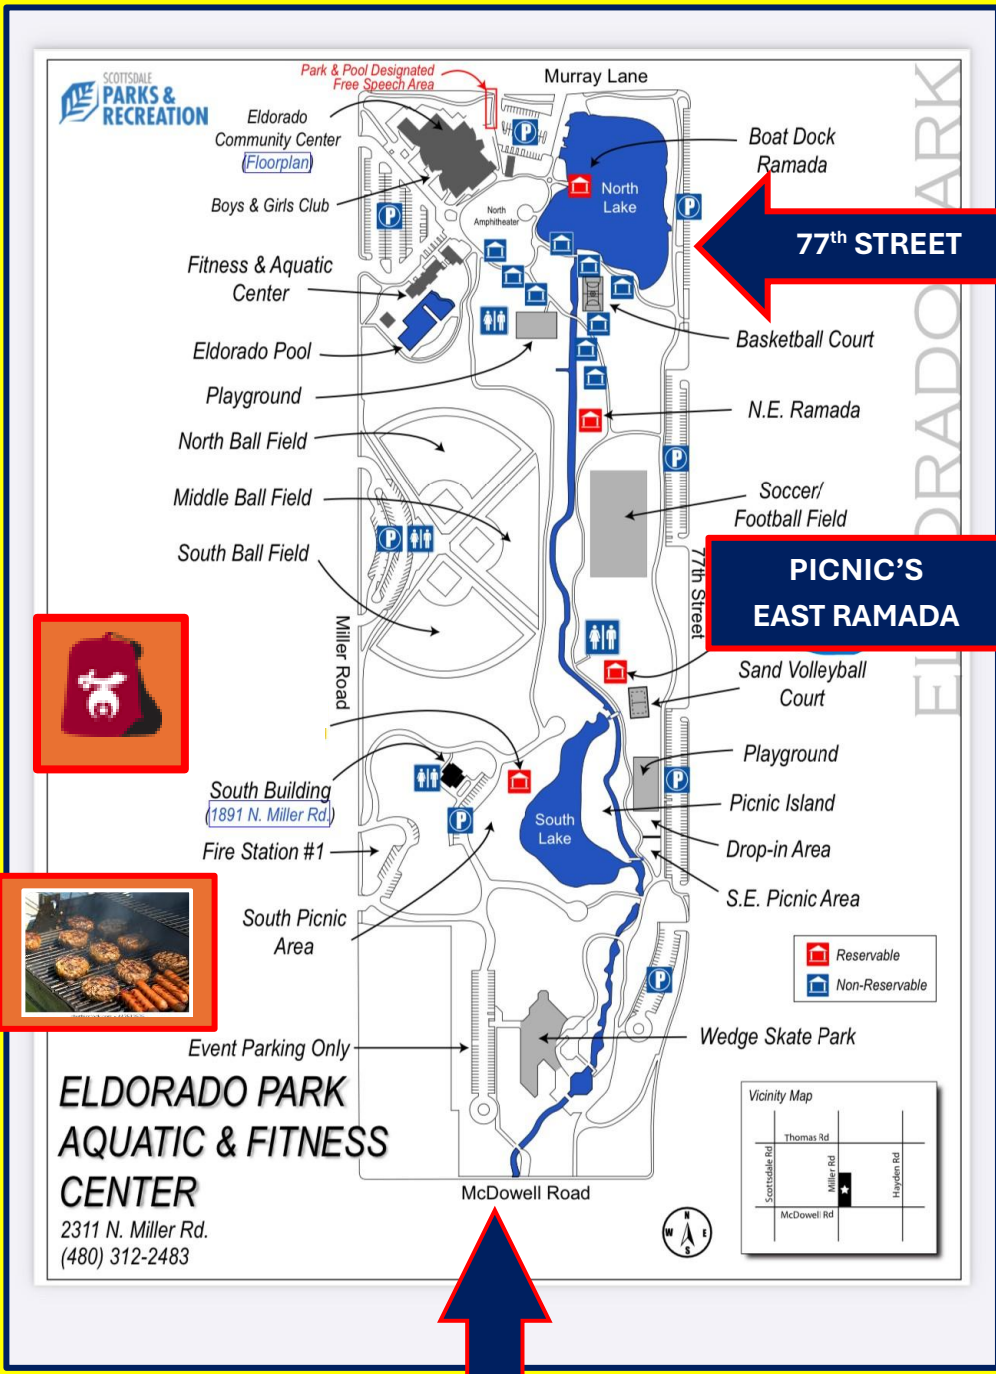 SCOTTSDALE
PARKS &
RECREATION
Park & Pool Designated
Free Speech Area
Murray Lane
Eldorado
Community Center
(Floorplan)
Boys & Girls Club
Fitness & Aquatic
Center
Eldorado Pool
Playground
North Ball Field
Middle Ball Field
South Ball Field
Miller Road
South Building
(1891 N. Miller Rd.)
Fire Station #1
South Picnic
Area
Event Parking Only
P
P
P
P
P
P
P
P
North
Amphitheater
North
Lake
South
Lake
Boat Dock
Ramada
77th STREET
Basketball Court
N.E. Ramada
Soccer/
Football Field
77th Street
PICNIC'S
EAST RAMADA
Sand Volleyball
Court
Playground
Picnic Island
Drop-in Area
S.E. Picnic Area
Reservable
Non-Reservable
Wedge Skate Park
ELDORADO PARK
ELDORADO PARK
AQUATIC & FITNESS
CENTER
2311 N. Miller Rd.
(480) 312-2483
McDowell Road
N
W E
S
Vicinity Map
Thomas Rd
Scottsdale Rd
Miller Rd
Hayden Rd
McDowell Rd